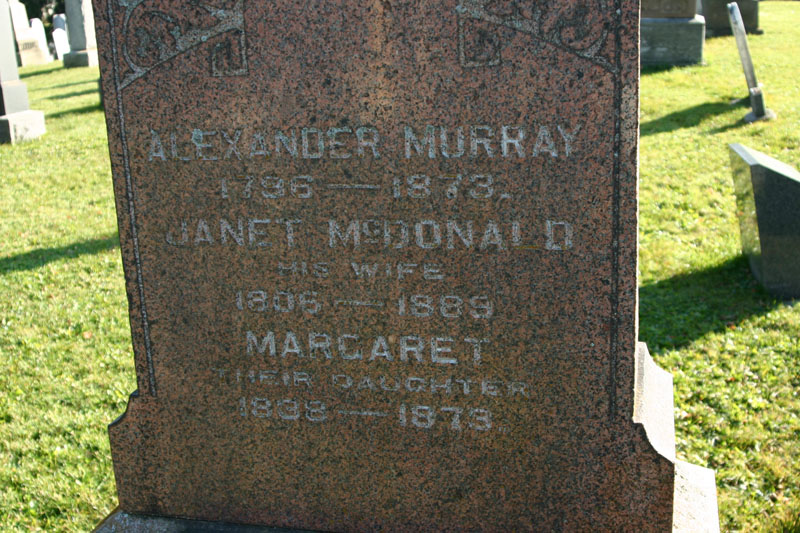 ALEXANDER MURRAY
1796 — 1873.
JANET McDONALD
HIS WIFE
1806 — 1889
MARGARET
THEIR DAUGHTER
1838 — 1873.